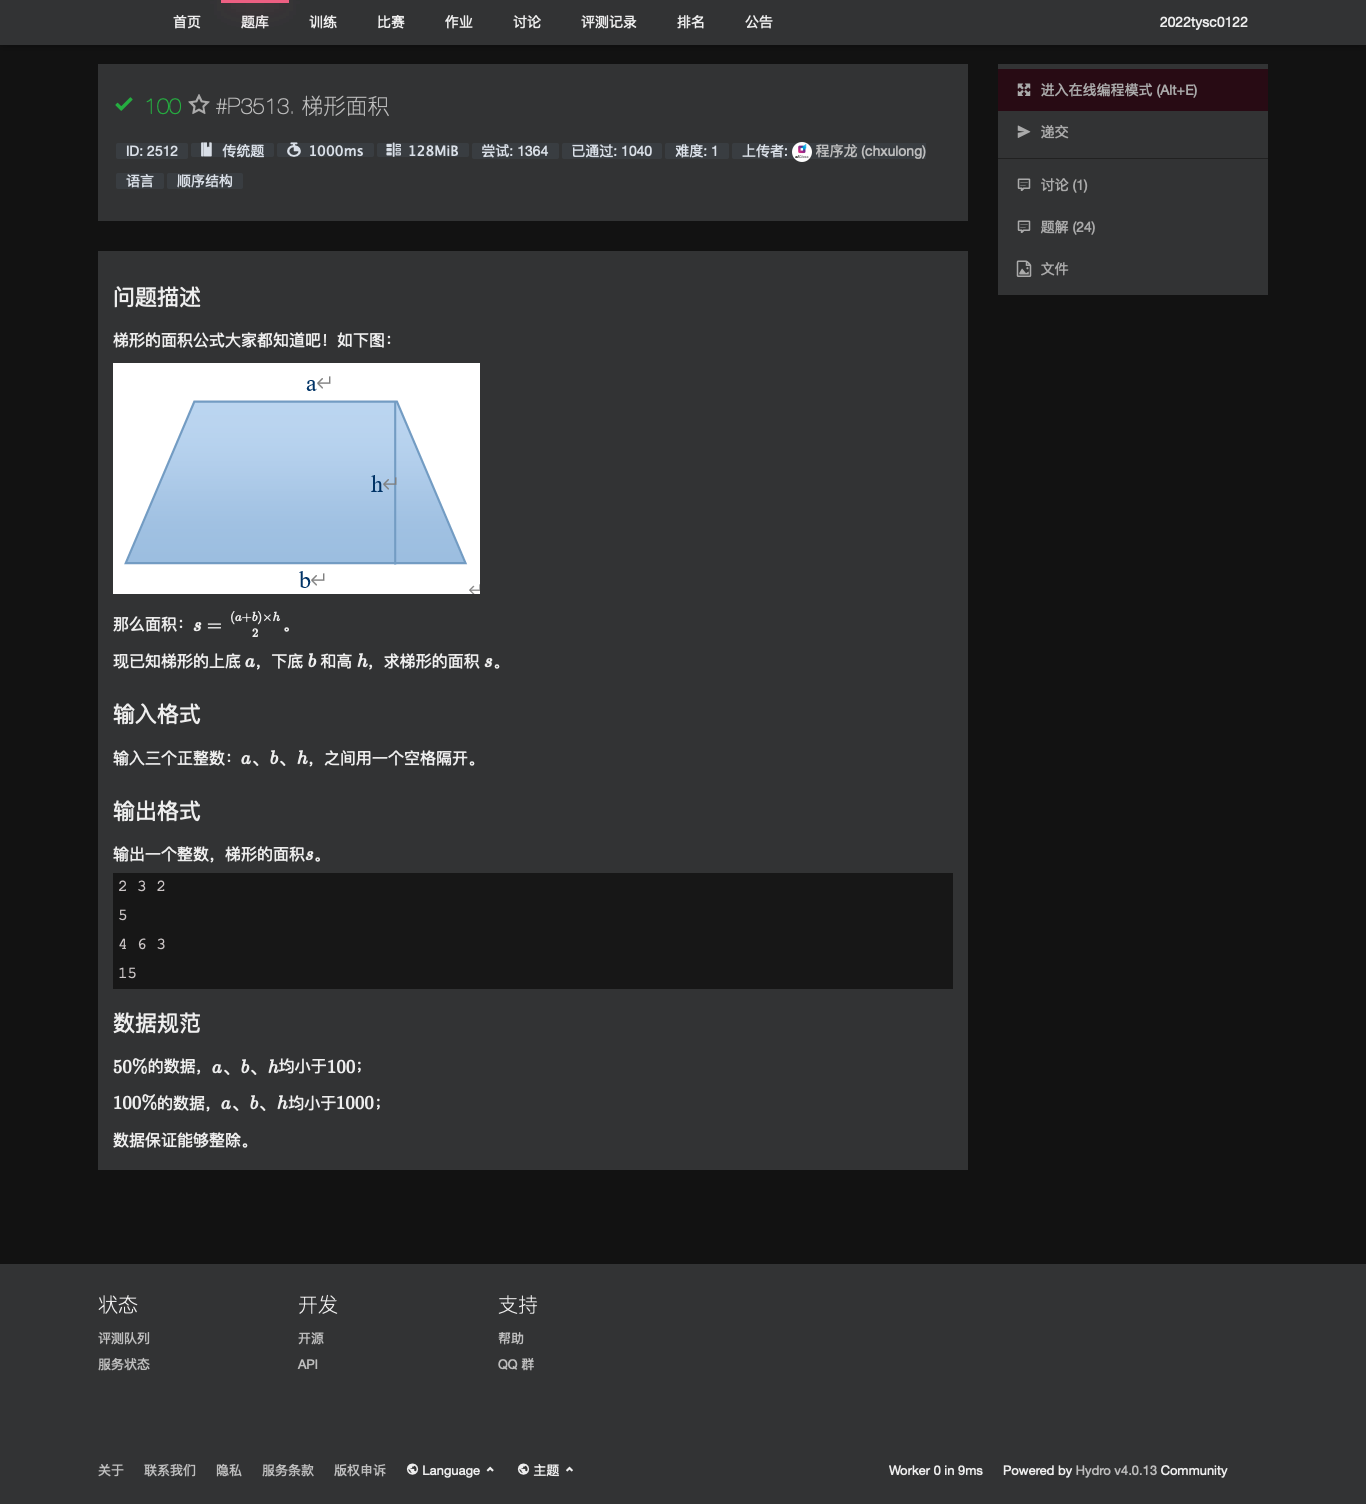 首页 题库 训练 比赛 作业 讨论 评测记录 排名 公告 2022tysc0122
100 #P3513. 梯形面积
ID: 2512 传统题 1000ms 128MiB 尝试: 1364 已通过: 1040 难度: 1 上传者: 程序龙 (chxulong)
语言 顺序结构
进入在线编程模式 (Alt+E)
递交
讨论 (1)
题解 (24)
文件
问题描述
梯形的面积公式大家都知道吧！如下图：
a↵
h↵
b↵
↵
那么面积：s = (a+b)×h / 2 。
现已知梯形的上底 a，下底 b 和高 h，求梯形的面积 s。
输入格式
输入三个正整数：a、b、h，之间用一个空格隔开。
输出格式
输出一个整数，梯形的面积s。
2 3 2
5
4 6 3
15
数据规范
50%的数据，a、b、h均小于100；
100%的数据，a、b、h均小于1000；
数据保证能够整除。
状态 开发 支持
评测队列 开源 帮助
服务状态 API QQ 群
关于 联系我们 隐私 服务条款 版权申诉 Language 主题 Worker 0 in 9ms Powered by Hydro v4.0.13 Community